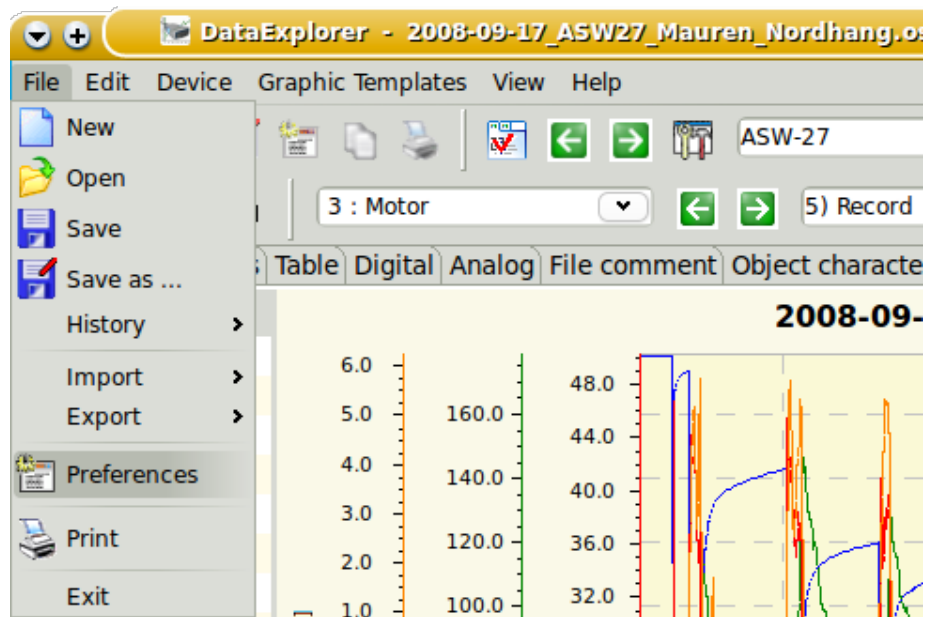 DataExplorer - 2008-09-17_ASW27_Mauren_Nordhang.os
File Edit Device Graphic Templates View Help
New
Open
Save
Save as ...
History
Import
Export
Preferences
Print
Exit
ASW-27
3 : Motor
5) Record
Table Digital Analog File comment Object characte
2008-09-
6.0
5.0
4.0
3.0
2.0
1.0
160.0
140.0
120.0
100.0
48.0
44.0
40.0
36.0
32.0